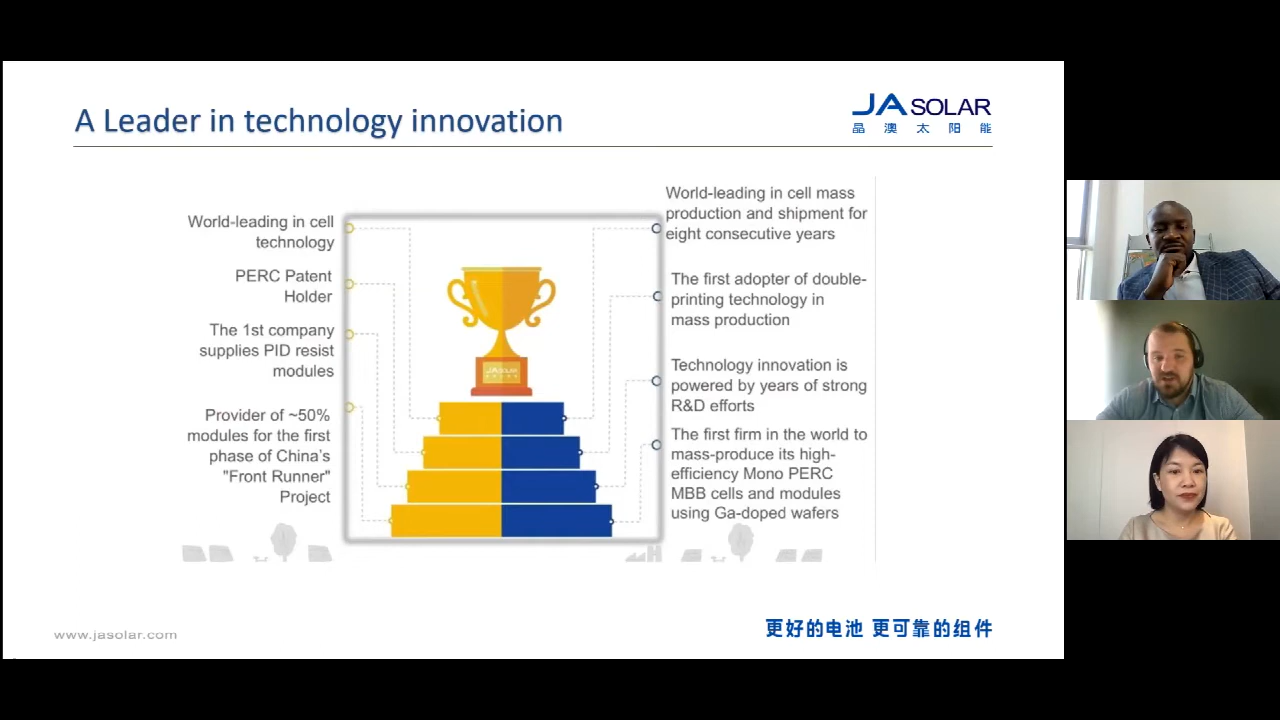 A Leader in technology innovation
JA SOLAR
晶澳太阳能
World-leading in cell
technology
PERC Patent
Holder
The 1st company
supplies PID resist
modules
Provider of ~50%
modules for the first
phase of China's
"Front Runner"
Project
JA SOLAR
World-leading in cell mass
production and shipment for
eight consecutive years
The first adopter of double-
printing technology in
mass production
Technology innovation is
powered by years of strong
R&D efforts
The first firm in the world to
mass-produce its high-
efficiency Mono PERC
MBB cells and modules
using Ga-doped wafers
www.jasolar.com
更好的电池 更可靠的组件